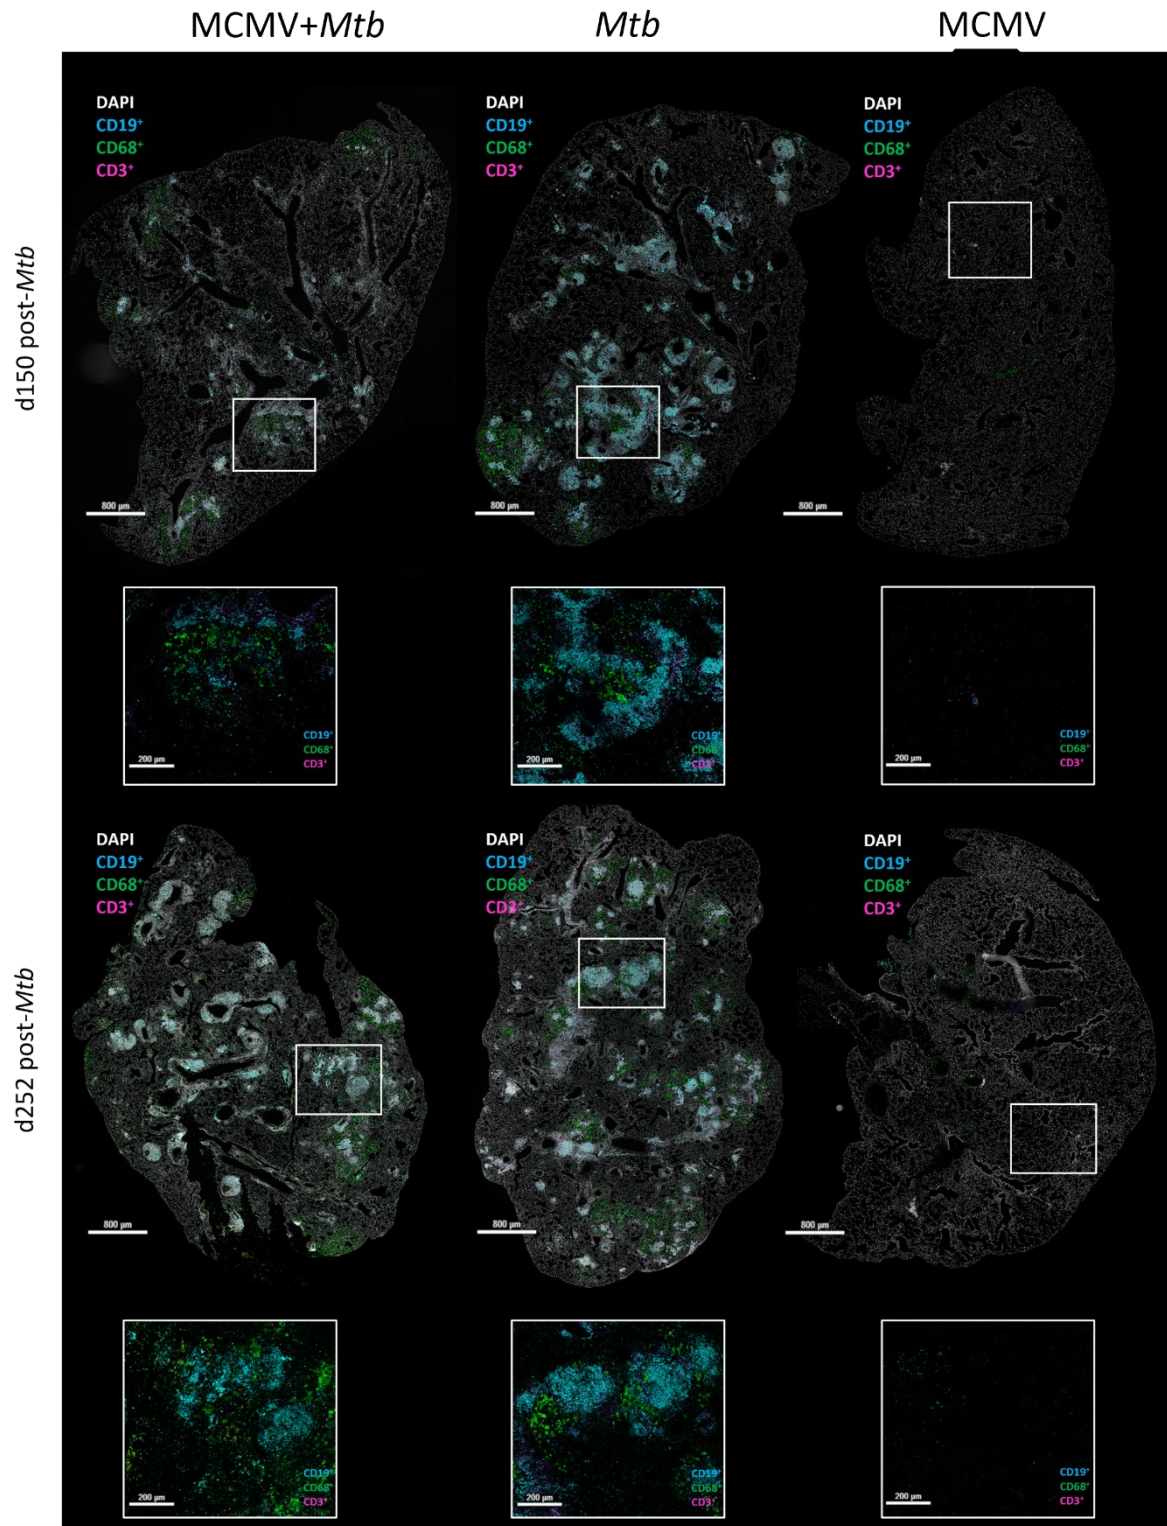 MCMV+Mtb Mtb MCMV
d150 post-Mtb
DAPI
CD19⁺
CD68⁺
CD3⁺
800 µm
DAPI
CD19⁺
CD68⁺
CD3⁺
800 µm
DAPI
CD19⁺
CD68⁺
CD3⁺
800 µm
CD19⁺
CD68⁺
CD3⁺
200 µm
CD19⁺
CD68⁺
CD3⁺
200 µm
CD19⁺
CD68⁺
CD3⁺
200 µm
d252 post-Mtb
DAPI
CD19⁺
CD68⁺
CD3⁺
800 µm
DAPI
CD19⁺
CD68⁺
CD3⁺
800 µm
DAPI
CD19⁺
CD68⁺
CD3⁺
800 µm
CD19⁺
CD68⁺
CD3⁺
200 µm
CD19⁺
CD68⁺
CD3⁺
200 µm
CD19⁺
CD68⁺
CD3⁺
200 µm